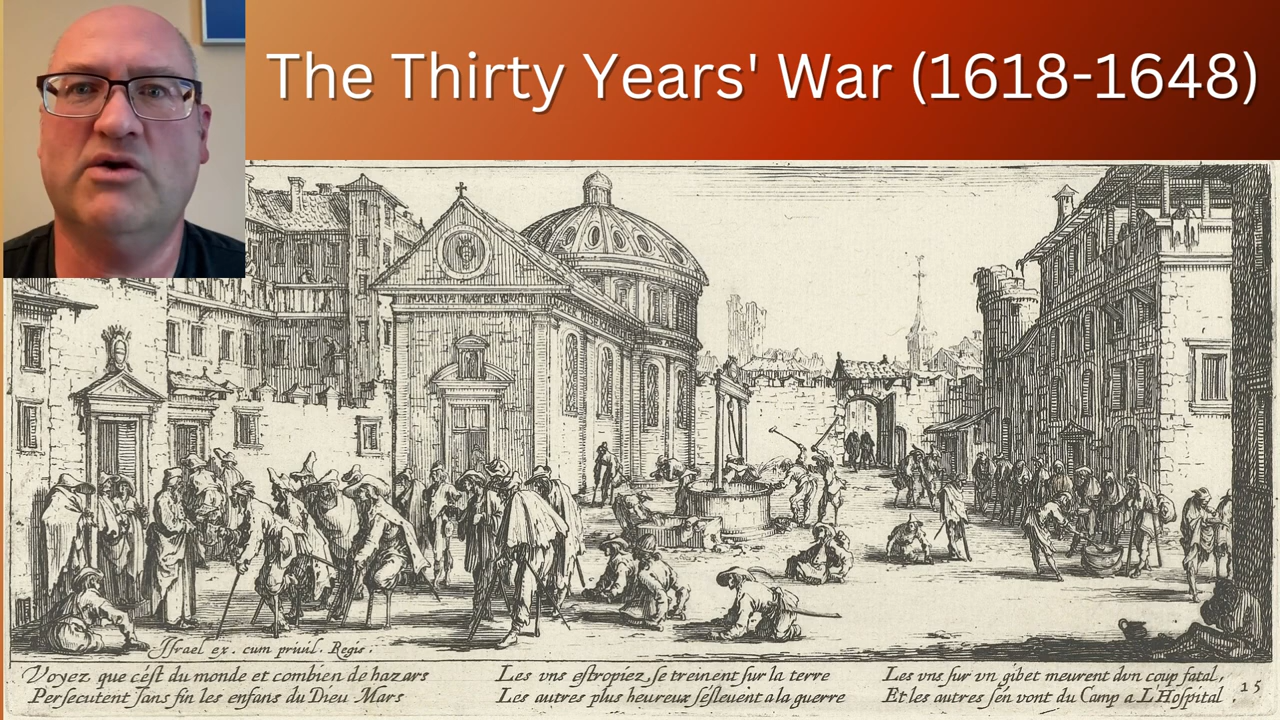 The Thirty Years' War (1618-1648)
Israel ex. cum priuil. Regis.
Voyez que c'ést du monde et combien de hazars
Persecutent sans fin les enfans du Dieu Mars
Les vns estropiez, se treinent sur la terre
Les autres plus heureux s'ésleuent a la guerre
Les vns sur vn gibet meurent d'vn coup fatal,
Et les autres s'en vont du Camp a L'Hospital.
15